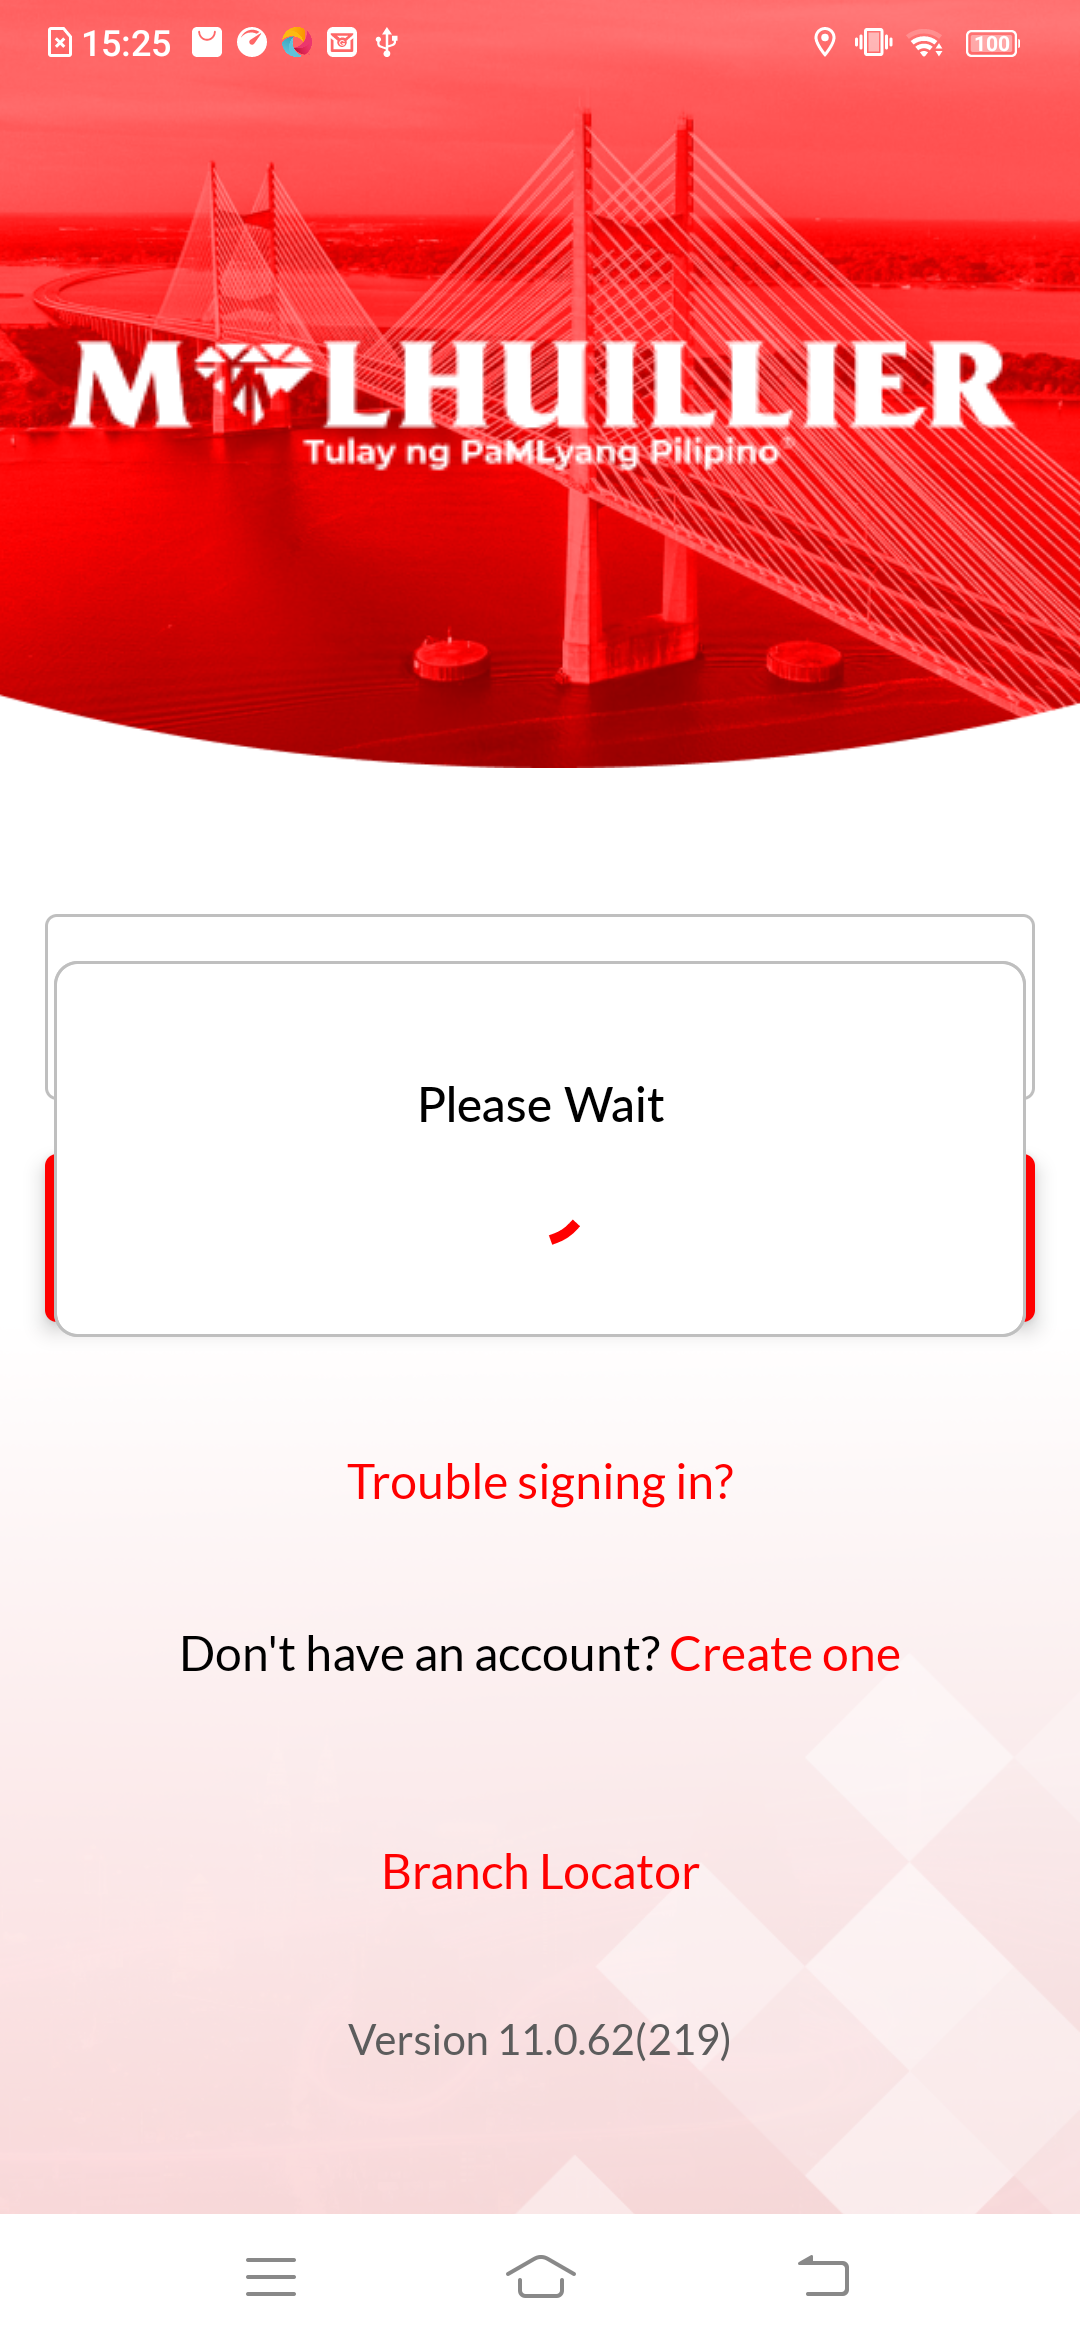 15:25
100
M LHUILLIER
Tulay ng PaMLyang Pilipino®
Please Wait
Trouble signing in?
Don't have an account? Create one
Branch Locator
Version 11.0.62(219)